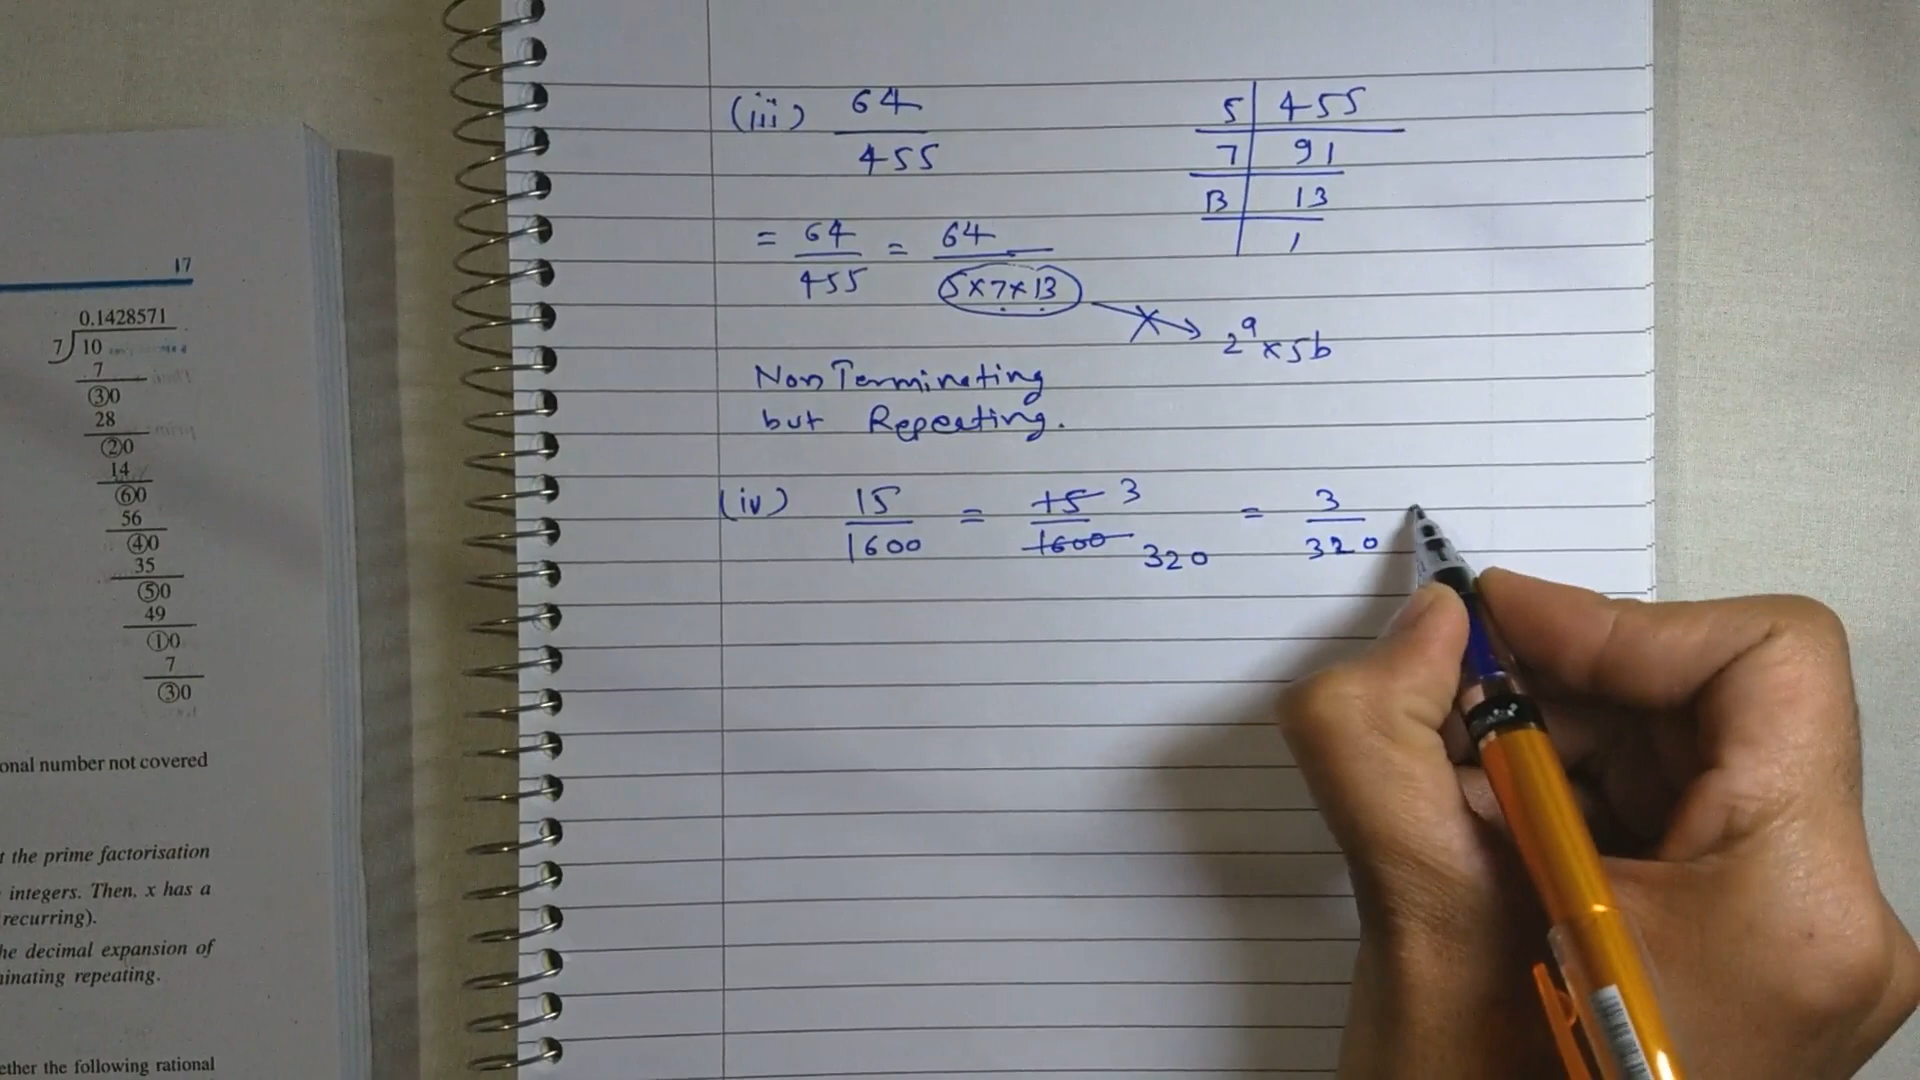 17
0.1428571
7 10
7
30
28
20
14
60
56
40
35
50
49
10
7
30
onal number not covered
t the prime factorisation
integers. Then, x has a
recurring).
he decimal expansion of
ninating repeating.
ether the following rational
(iii) 64
455
= 64 = 64
455 5×7×13
2^a × 5b
5 | 455
7 | 91
13 | 13
1
Non Terminating
but Repeating.
(iv) 15 = 15 3 = 3
1600 1600 320 320